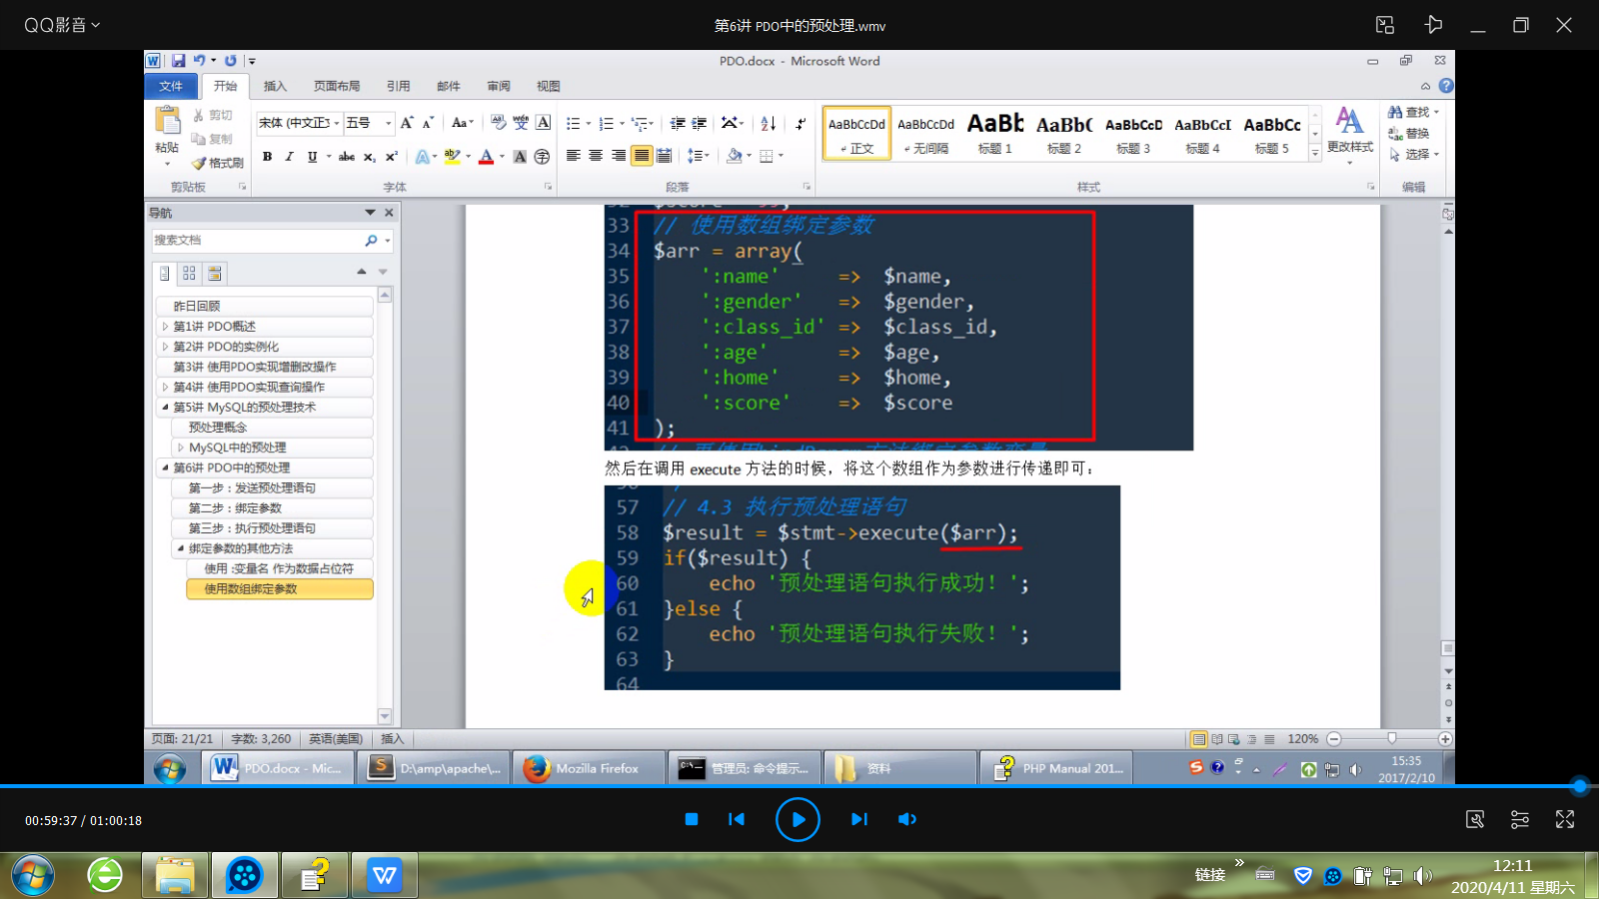 QQ影音
第6讲 PDO中的预处理.wmv
PDO.docx - Microsoft Word
文件 开始 插入 页面布局 引用 邮件 审阅 视图
粘贴 剪切 复制 格式刷
宋体 (中文正文 五号
AaBbCcDd AaBbCcDd AaBb AaBbC AaBbCcD AaBbCcI AaBbCc
正文 无间隔 标题 1 标题 2 标题 3 标题 4 标题 5
更改样式
查找 替换 选择
剪贴板 字体 段落 样式 编辑
导航
搜索文档
昨日回顾
第1讲 PDO概述
第2讲 PDO的实例化
第3讲 使用PDO实现增删改操作
第4讲 使用PDO实现查询操作
第5讲 MySQL的预处理技术
预处理概念
MySQL中的预处理
第6讲 PDO中的预处理
第一步：发送预处理语句
第二步：绑定参数
第三步：执行预处理语句
绑定参数的其他方法
使用 :变量名 作为数据占位符
使用数组绑定参数
33 // 使用数组绑定参数
34 $arr = array(
35 ':name' => $name,
36 ':gender' => $gender,
37 ':class_id' => $class_id,
38 ':age' => $age,
39 ':home' => $home,
40 ':score' => $score
41 );
然后在调用 execute 方法的时候，将这个数组作为参数进行传递即可：
57 // 4.3 执行预处理语句
58 $result = $stmt->execute($arr);
59 if($result) {
60 echo '预处理语句执行成功！';
61 }else {
62 echo '预处理语句执行失败！';
63 }
64
页面: 21/21 字数: 3,260 英语(美国) 插入 120%
PDO.docx - Mic... D:\amp\apache\... Mozilla Firefox 管理员: 命令提示... 资料 PHP Manual 201...
15:35
2017/2/10
00:59:37 / 01:00:18
链接
12:11
2020/4/11 星期六